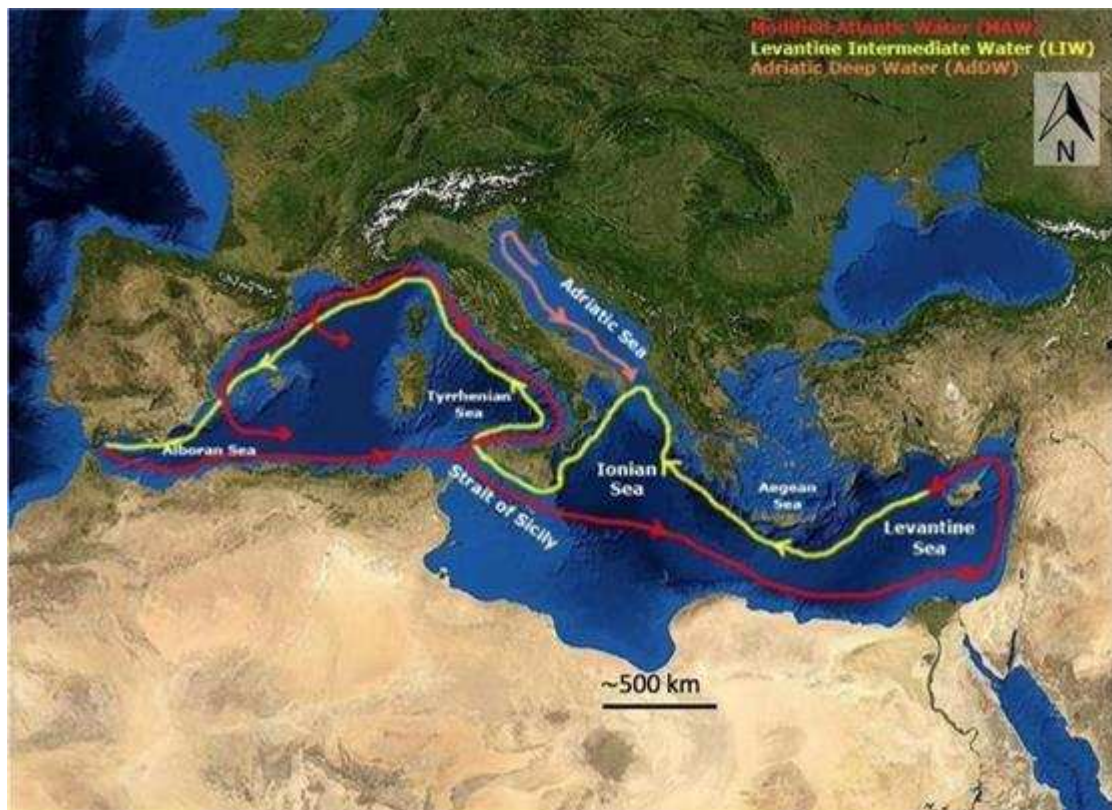 Modified Atlantic Water (MAW)
Levantine Intermediate Water (LIW)
Adriatic Deep Water (AdDW)
N
Adriatic Sea
Tyrrhenian
Sea
Alboran Sea
Strait of Sicily
Ionian
Sea
Aegean
Sea
Levantine
Sea
~500 km